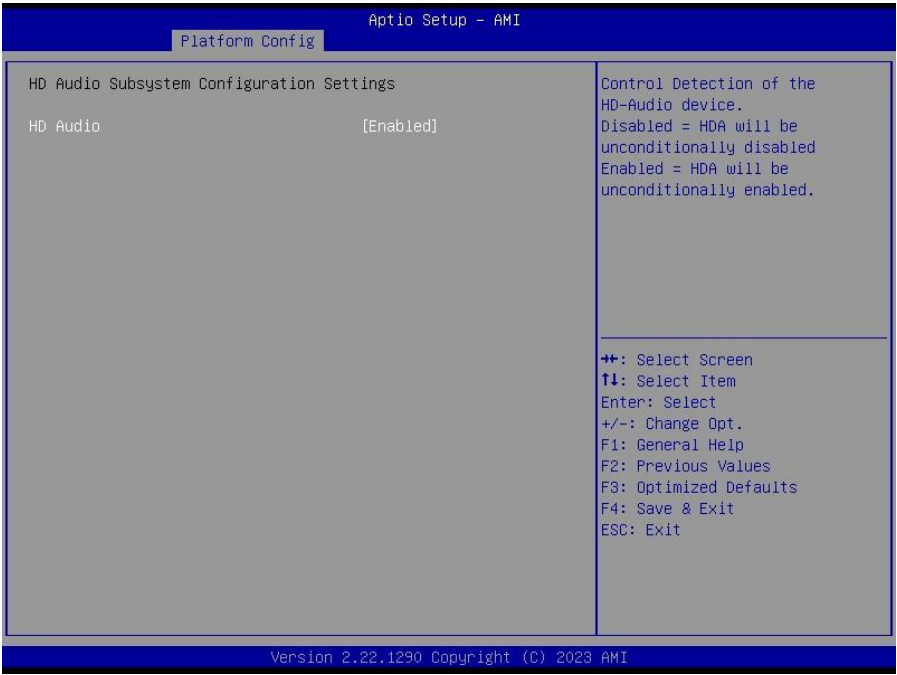 Aptio Setup - AMI
Platform Config
HD Audio Subsystem Configuration Settings
HD Audio [Enabled]
Control Detection of the
HD-Audio device.
Disabled = HDA will be
unconditionally disabled
Enabled = HDA will be
unconditionally enabled.
→←: Select Screen
↑↓: Select Item
Enter: Select
+/-: Change Opt.
F1: General Help
F2: Previous Values
F3: Optimized Defaults
F4: Save & Exit
ESC: Exit
Version 2.22.1290 Copyright (C) 2023 AMI